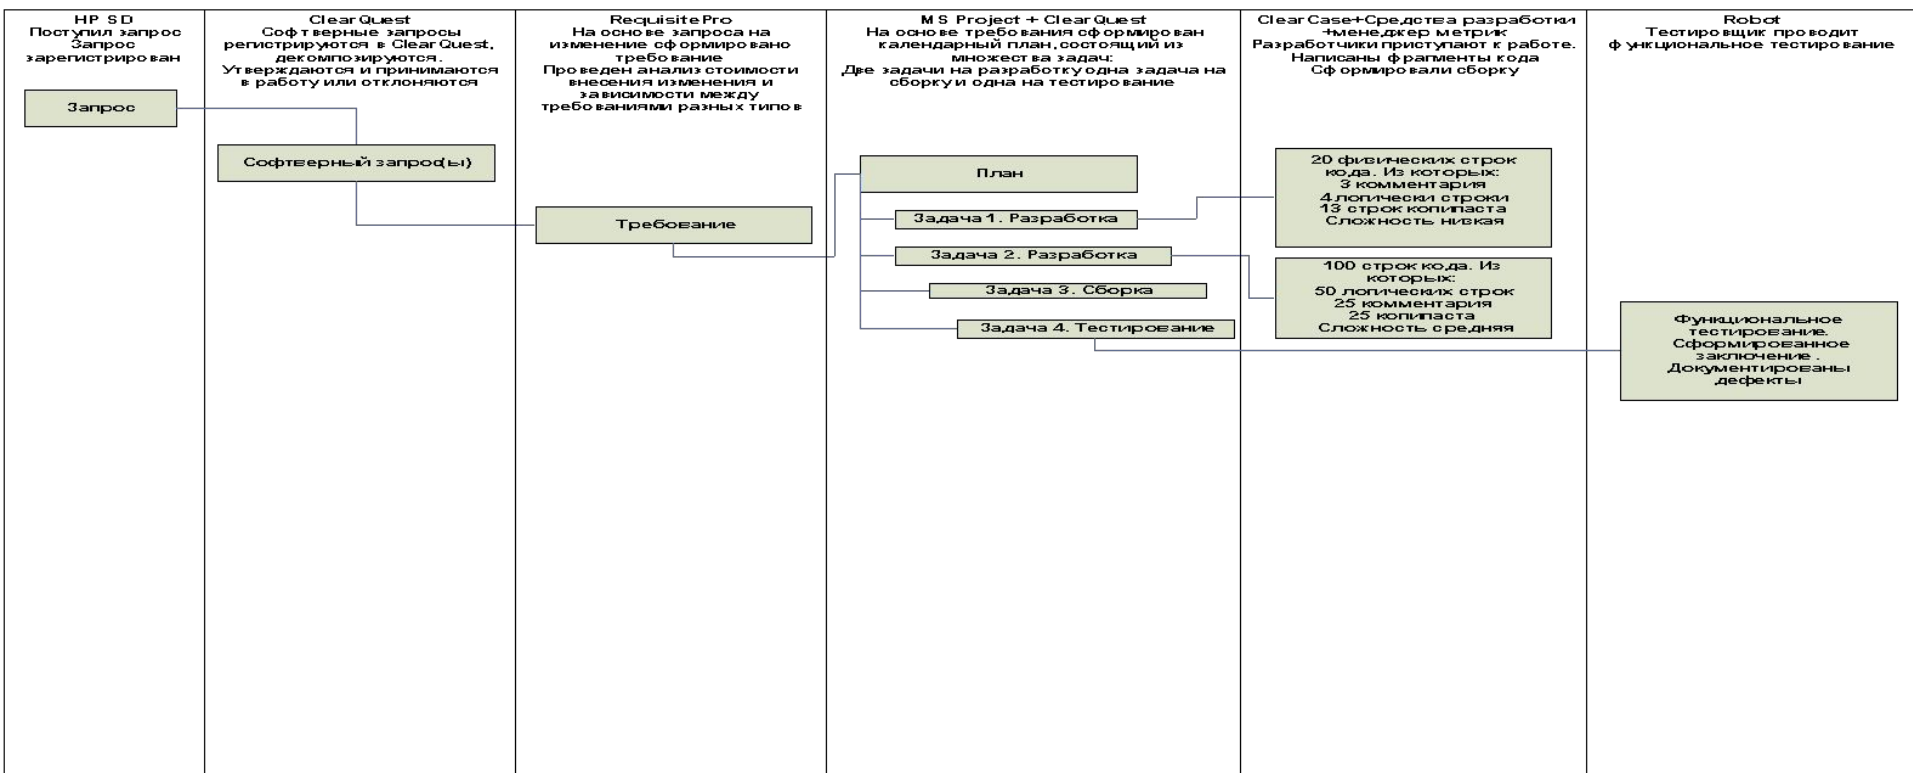 HP SD
Поступил запрос
Запрос
зарегистрирован
Запрос
ClearQuest
Софтверные запросы
регистрируются в ClearQuest,
декомпозируются.
Утверждаются и принимаются
в работу или отклоняются
Софтверный запрос(ы)
RequisitePro
На основе запроса на
изменение сформировано
требование
Проведен анализ стоимости
внесения изменения и
зависимости между
требованиями разных типов
Требование
MS Project + ClearQuest
На основе требования сформирован
календарный план, состоящий из
множества задач:
Две задачи на разработку одна задача на
сборку и одна на тестирование
План
Задача 1. Разработка
Задача 2. Разработка
Задача 3. Сборка
Задача 4. Тестирование
ClearCase+Средства разработки
+менеджер метрик
Разработчики приступают к работе.
Написаны фрагменты кода
Сформировали сборку
20 физических строк
кода. Из которых:
3 комментария
4 логически строки
13 строк копипаста
Сложность низкая
100 строк кода. Из
которых:
50 логических строк
25 комментария
25 копипаста
Сложность средняя
Robot
Тестировщик проводит
функциональное тестирование
Функциональное
тестирование.
Сформированное
заключение .
Документированы
дефекты